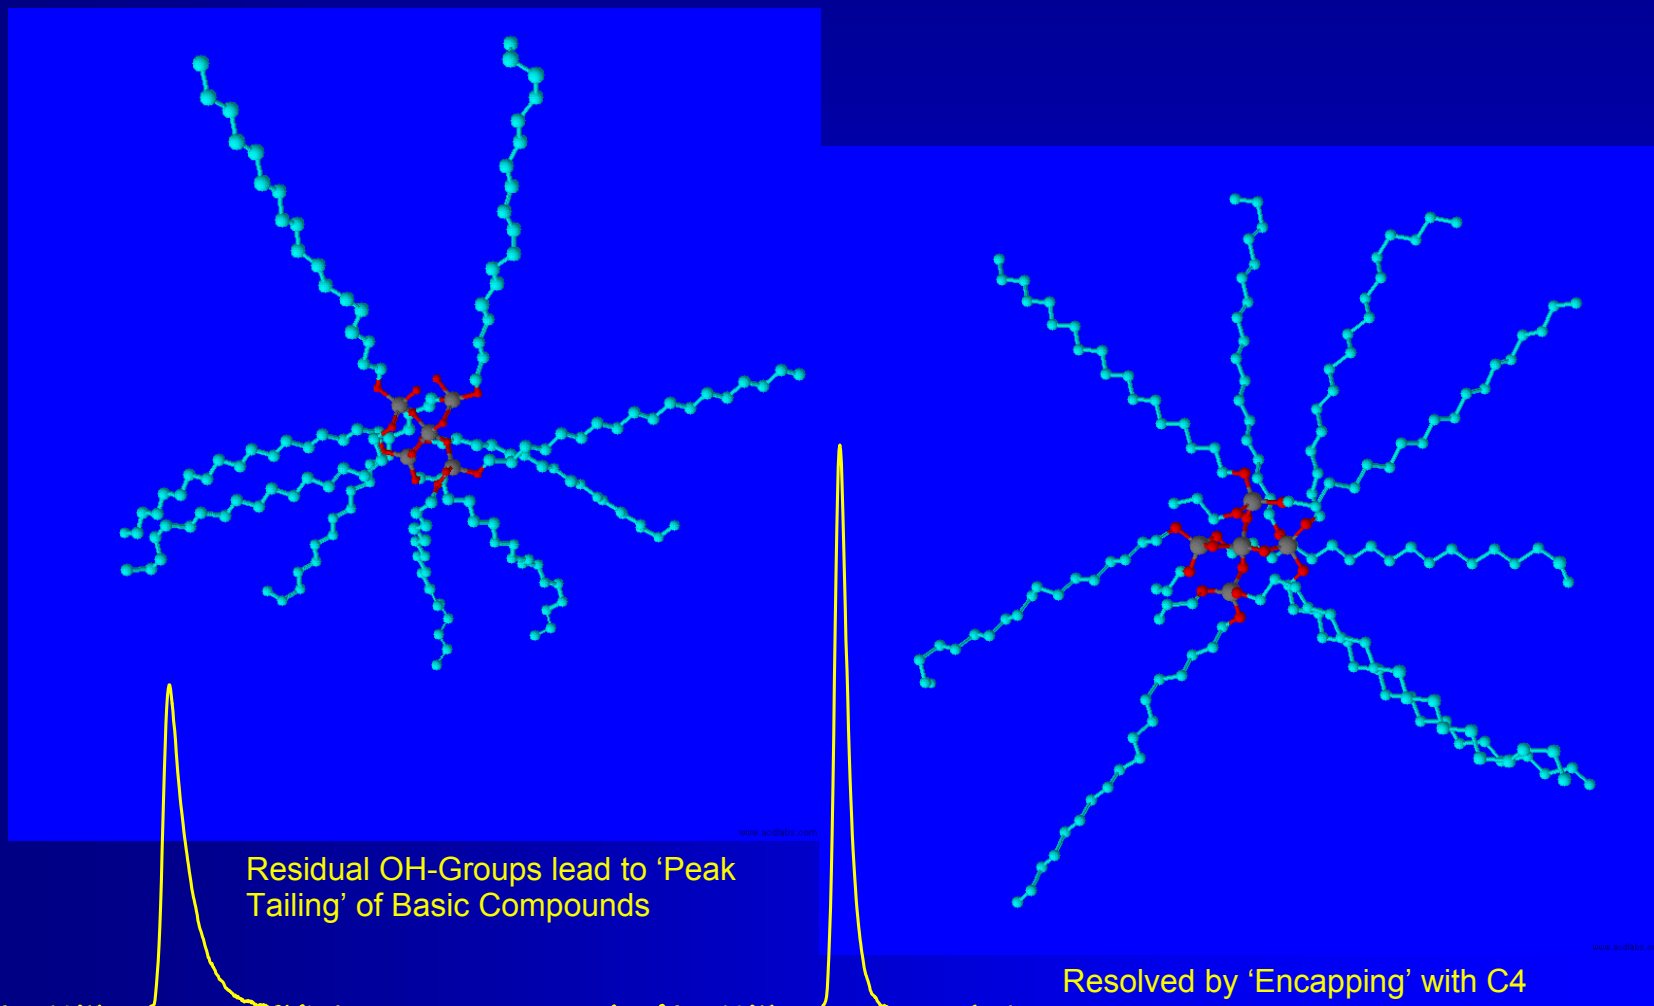 Residual OH-Groups lead to ‘Peak
Tailing’ of Basic Compounds
Resolved by ‘Encapping’ with C4